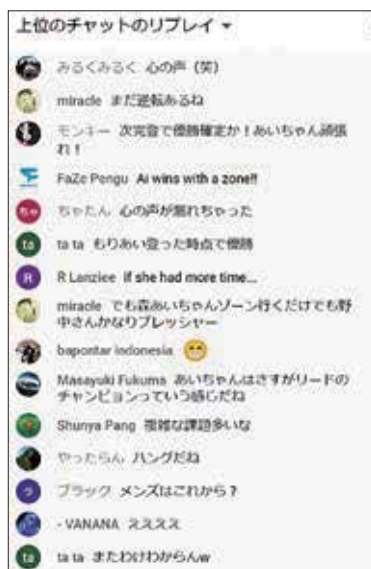 上位のチャットのリプレイ
みるくみるく 心の声（笑）
miracle まだ逆転あるね
モンキー 次完登で優勝確定か！あいちゃん頑張
れ！
FaZe Pengu Ai wins with a zone!!
ちゃ ちゃたん 心の声が漏れちゃった
ta ta ta もりあい登った時点で優勝
R R Lanziee if she had more time...
miracle でも森あいちゃんゾーン行くだけでも野
中さんかなりプレッシャー
bapontar indonesia
Masayuki Fukuma あいちゃんはさすがリードの
チャンピョンっていう感じだね
Shunya Pang 複雑な課題多いな
やったらん ハングだね
ラ ブラック メンズはこれから？
- VANANA ええええ
ta ta ta またわけわからんw